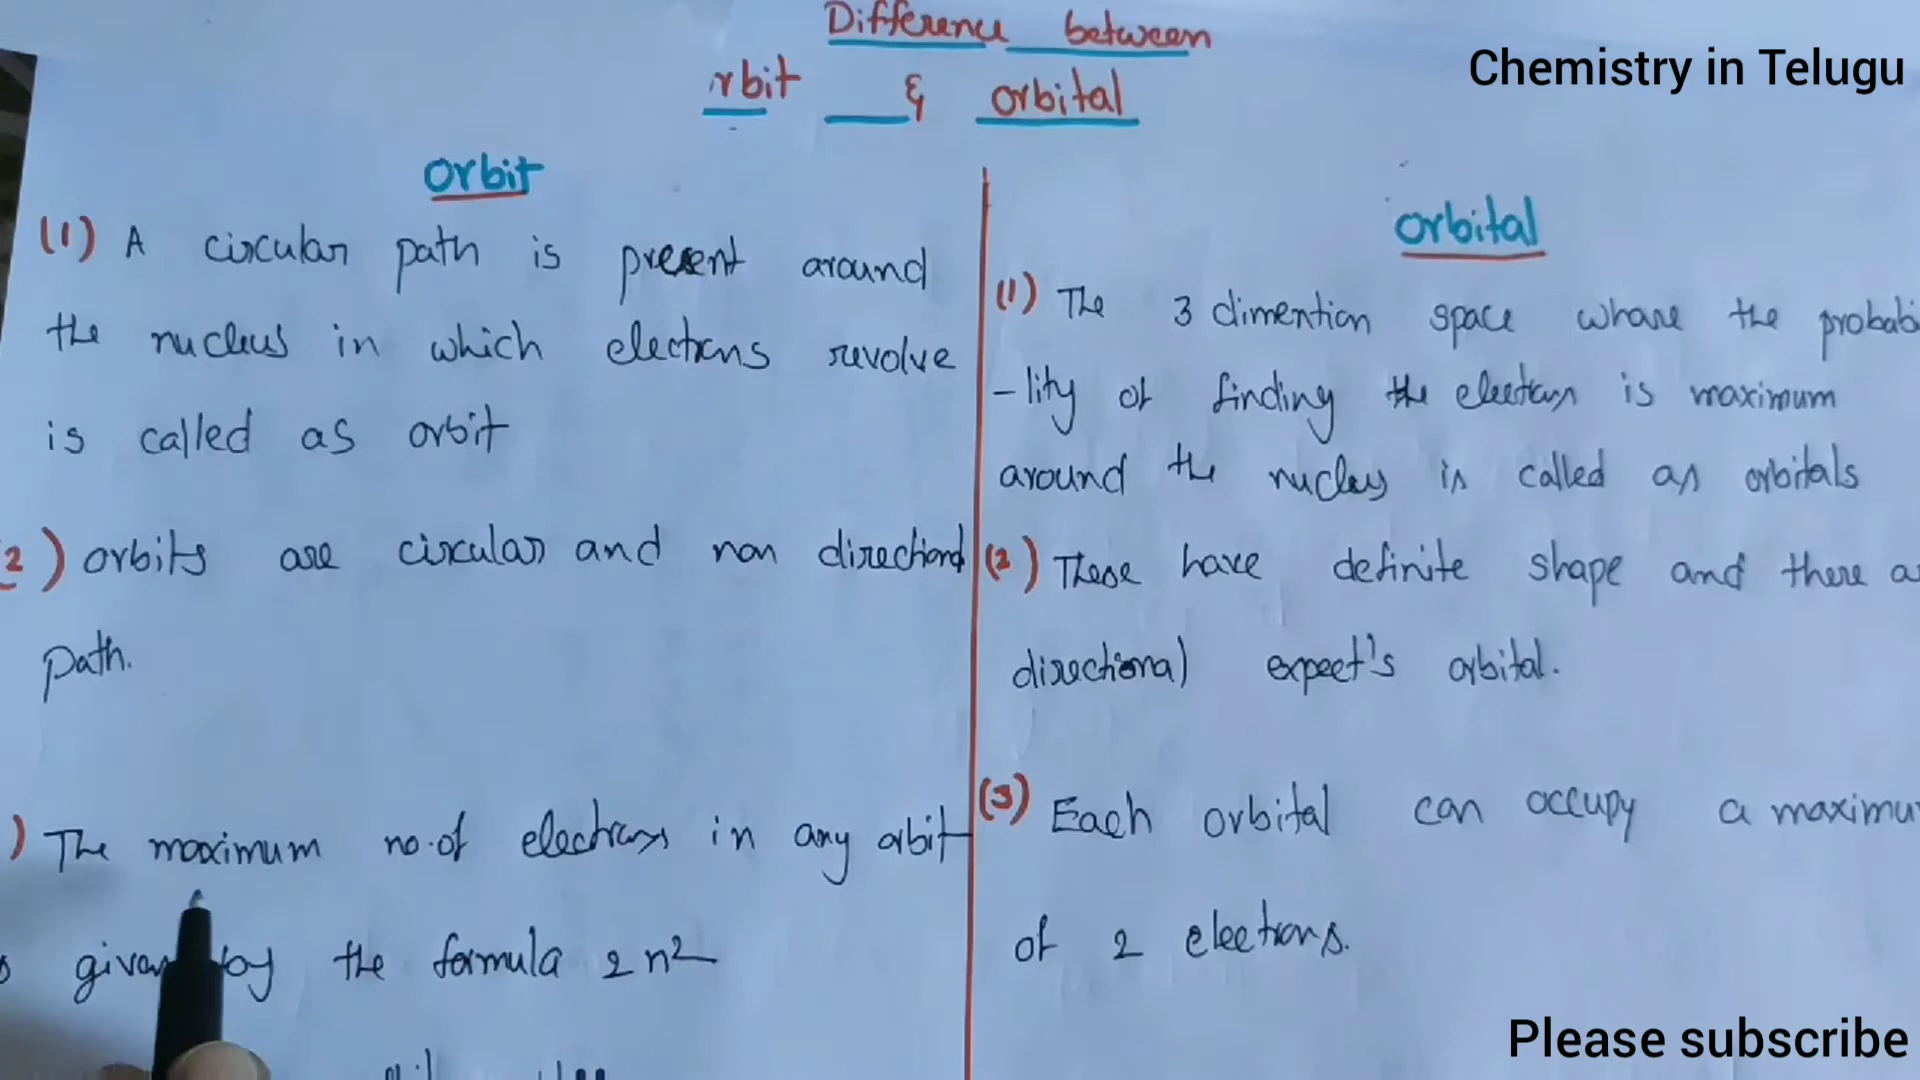 Difference between
rbit & orbital
Chemistry in Telugu
orbit
(1) A circular path is present around
the nucleus in which electrons revolve
is called as orbit
2) orbits are circular and non directional
path.
) The maximum no.of electrons in any orbit
given by the formula 2n²
orbital
(1) The 3 dimention space whare the probabi
-lity of finding the electron is maximum
around the nucleus is called as orbitals
(2) These have definite shape and there a
directional expect's orbital.
(3) Each orbital can occupy a maximu
of 2 electrons.
Please subscribe